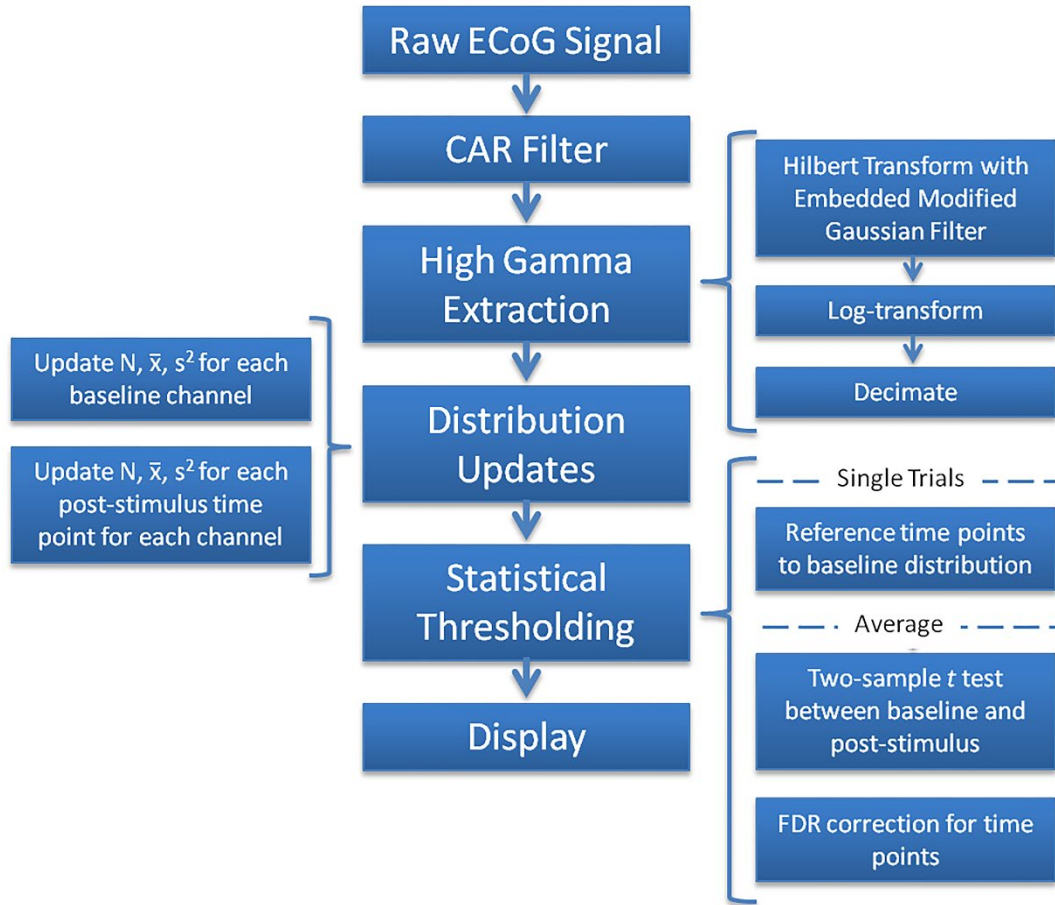 Raw ECoG Signal
CAR Filter
High Gamma
Extraction
Hilbert Transform with
Embedded Modified
Gaussian Filter
Log-transform
Decimate
Distribution
Updates
Update N, x̄, s² for each
baseline channel
Update N, x̄, s² for each
post-stimulus time
point for each channel
Statistical
Thresholding
Single Trials
Reference time points
to baseline distribution
Average
Two-sample t test
between baseline and
post-stimulus
FDR correction for time
points
Display